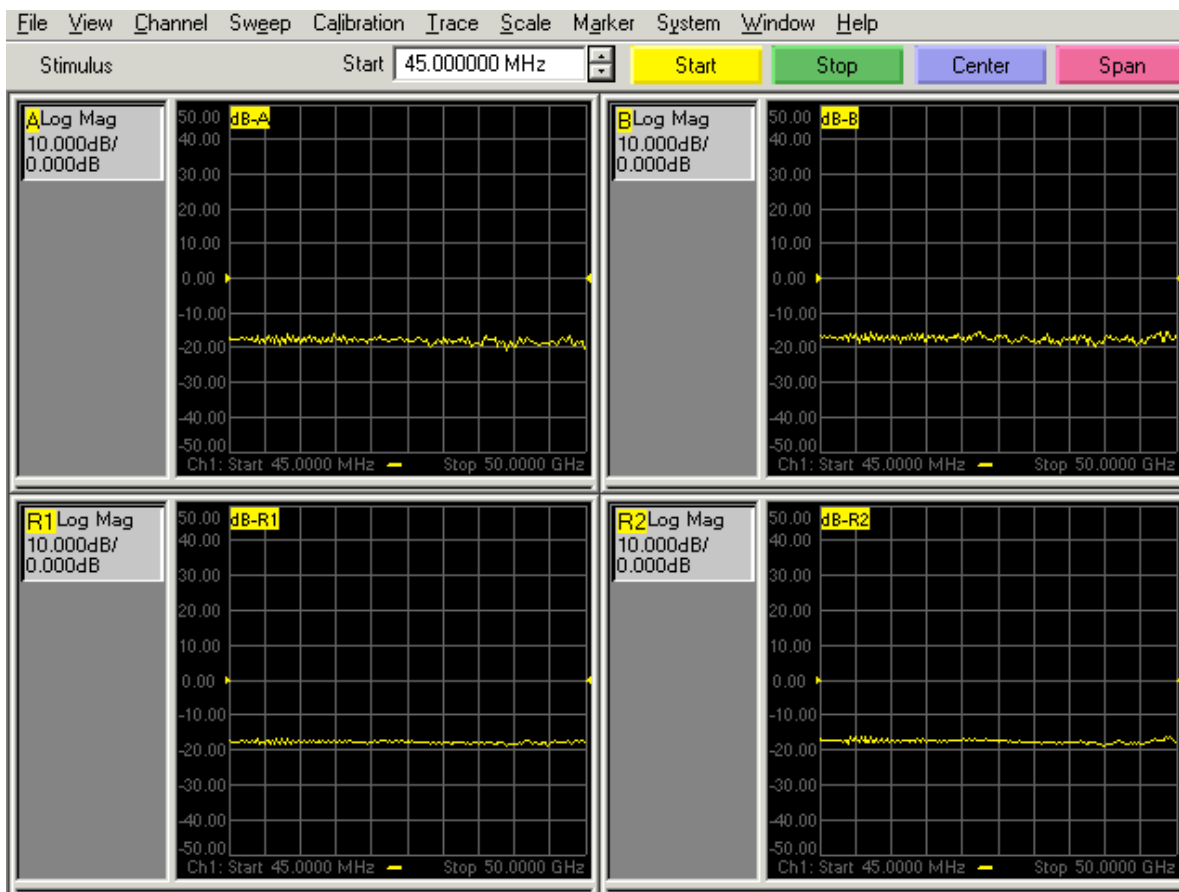 File View Channel Sweep Calibration Trace Scale Marker System Window Help
Stimulus Start 45.000000 MHz Start Stop Center Span
A Log Mag
10.000dB/
0.000dB
50.00 dB-A
40.00
30.00
20.00
10.00
0.00
-10.00
-20.00
-30.00
-40.00
-50.00
Ch1: Start 45.0000 MHz Stop 50.0000 GHz
B Log Mag
10.000dB/
0.000dB
50.00 dB-B
40.00
30.00
20.00
10.00
0.00
-10.00
-20.00
-30.00
-40.00
-50.00
Ch1: Start 45.0000 MHz Stop 50.0000 GHz
R1 Log Mag
10.000dB/
0.000dB
50.00 dB-R1
40.00
30.00
20.00
10.00
0.00
-10.00
-20.00
-30.00
-40.00
-50.00
Ch1: Start 45.0000 MHz Stop 50.0000 GHz
R2 Log Mag
10.000dB/
0.000dB
50.00 dB-R2
40.00
30.00
20.00
10.00
0.00
-10.00
-20.00
-30.00
-40.00
-50.00
Ch1: Start 45.0000 MHz Stop 50.0000 GHz